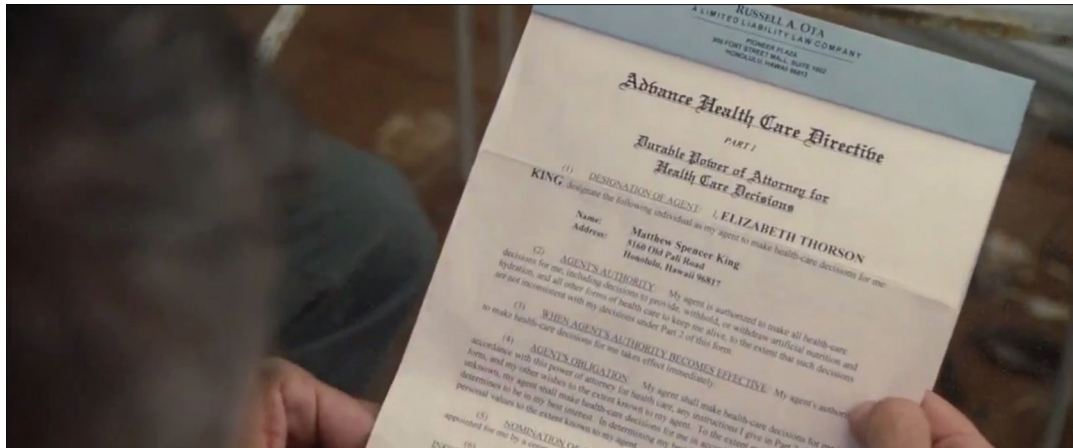 RUSSELL A. OTA
A LIMITED LIABILITY LAW COMPANY
PIONEER PLAZA
900 FORT STREET MALL, SUITE 1602
HONOLULU, HAWAII 96813
Advance Health Care Directive
PART I
Durable Power of Attorney for
Health Care Decisions
(1) DESIGNATION OF AGENT: I, ELIZABETH THORSON
KING designate the following individual as my agent to make health-care decisions for me:
Name: Matthew Spencer King
Address: 5160 Old Pali Road
Honolulu, Hawaii 96817
(2) AGENT'S AUTHORITY: My agent is authorized to make all health-care
decisions for me, including decisions to provide, withhold, or withdraw artificial nutrition and
hydration, and all other forms of health care to keep me alive, to the extent that such decisions
are not inconsistent with my decisions under Part 2 of this form.
(3) WHEN AGENT'S AUTHORITY BECOMES EFFECTIVE: My agent's authority
to make health-care decisions for me takes effect immediately.
(4) AGENT'S OBLIGATION: My agent shall make health-care decisions for me in
accordance with this power of attorney for health care, any instructions I give in Part 2
form, and my other wishes to the extent known to my agent. To the extent
unknown, my agent shall make health-care decisions for me in
determines to be in my best interest. In determining my
personal values to the extent known to my agent
(5) NOMINATION OF
appointed for me by a
(6)